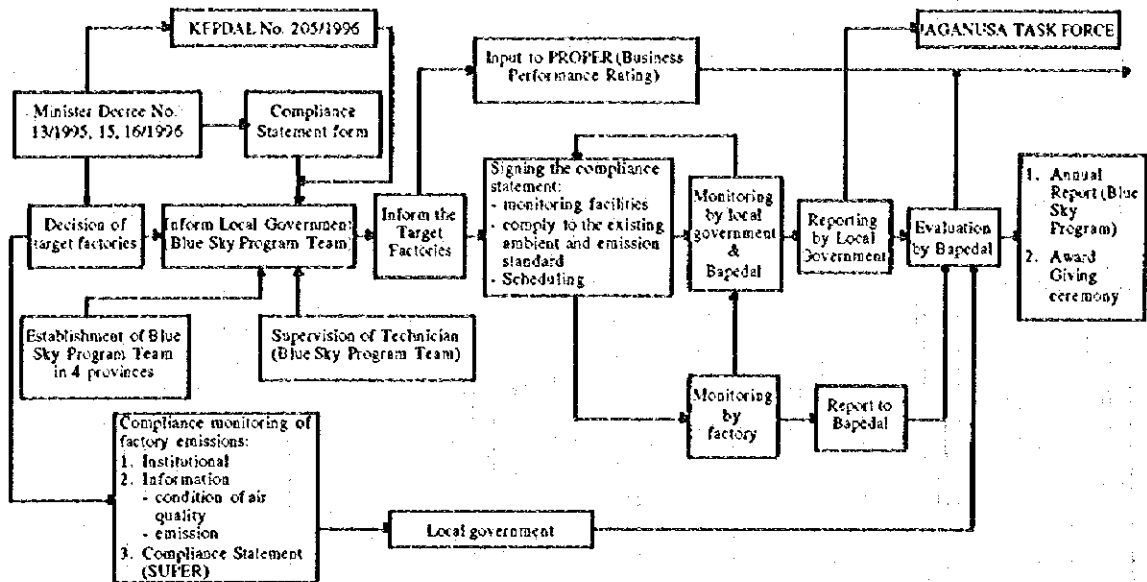 KEPDAL No. 205/1996
JAGANUSA TASK FORCE
Input to PROPER (Business
Performance Rating)
Minister Decree No.
13/1995, 15, 16/1996
Compliance
Statement form
Decision of
target factories
Inform Local Government
Blue Sky Program Team)
Inform the
Target
Factories
Signing the compliance
statement:
- monitoring facilities
- comply to the existing
ambient and emission
standard
- Scheduling
Monitoring
by local
government
&
Bapedal
Reporting
by Local
Government
Evaluation
by Bapedal
1. Annual
Report (Blue
Sky
Program)
2. Award
Giving
ceremony
Establishment of Blue
Sky Program Team
in 4 provinces
Supervision of Technician
(Blue Sky Program Team)
Monitoring
by
factory
Report to
Bapedal
Compliance monitoring of
factory emissions:
1. Institutional
2. Information
- condition of air
quality
- emission
3. Compliance Statement
(SUPER)
Local government